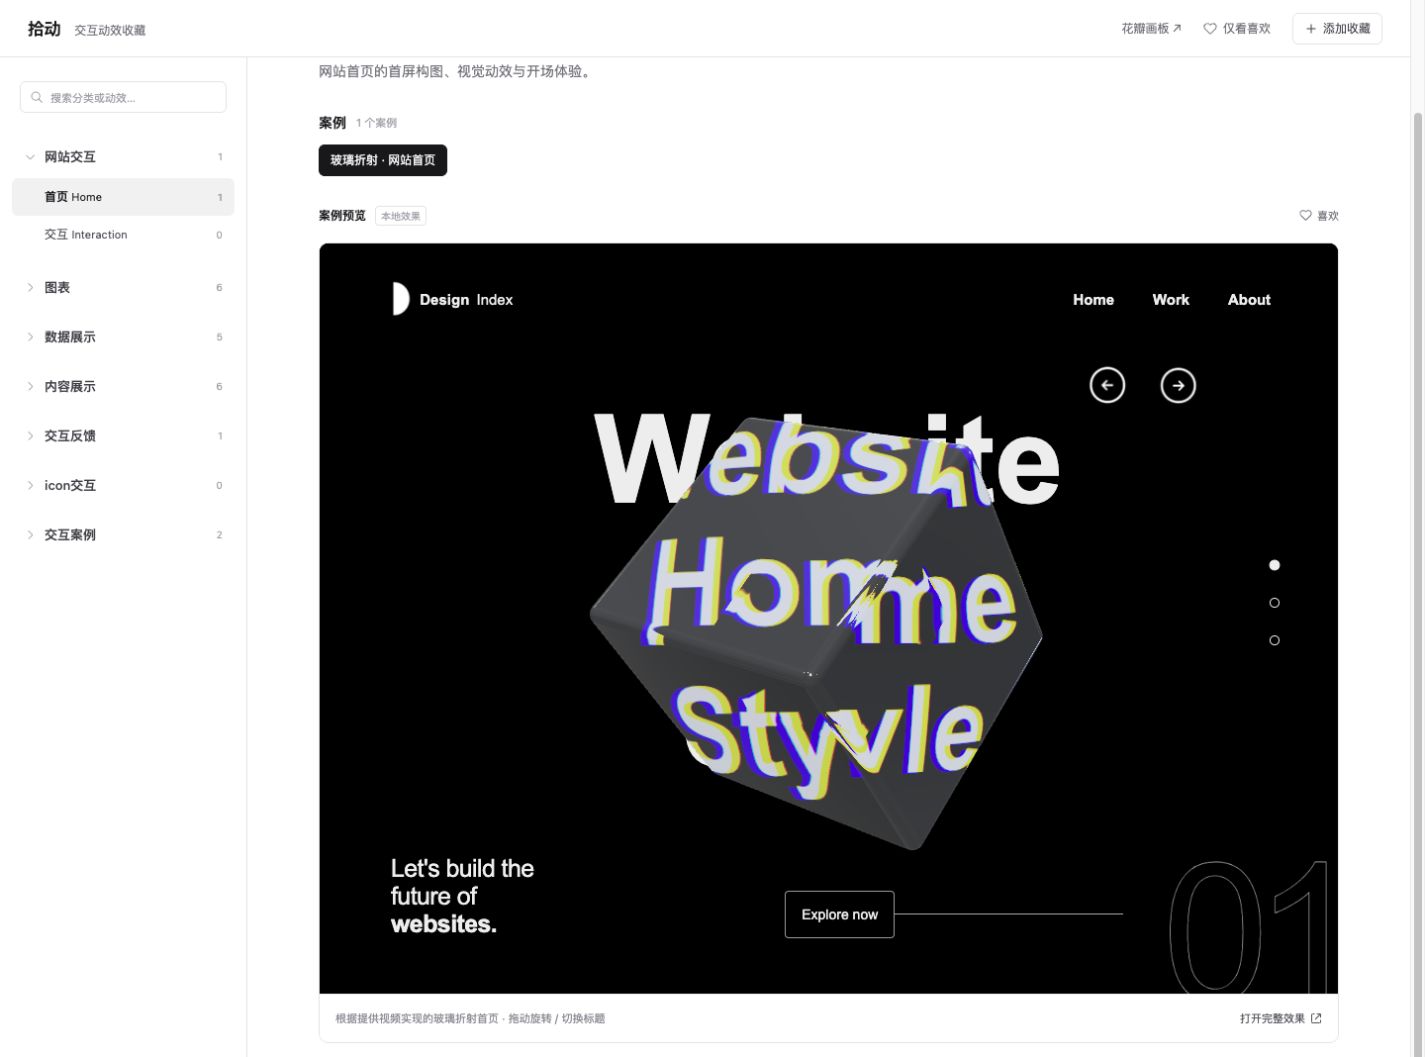 拾动 交互动效收藏
花瓣画板 仅看喜欢 + 添加收藏
搜索分类或动效...
网站交互 1
首页 Home 1
交互 Interaction 0
图表 6
数据展示 5
内容展示 6
交互反馈 1
icon交互 0
交互案例 2
网站首页的首屏构图、视觉动效与开场体验。
案例 1 个案例
玻璃折射 · 网站首页
案例预览 本地效果 喜欢
Design Index Home Work About
Website
Home
Style
Let's build the
future of
websites.
Explore now
01
根据提供视频实现的玻璃折射首页 · 拖动旋转 / 切换标题 打开完整效果